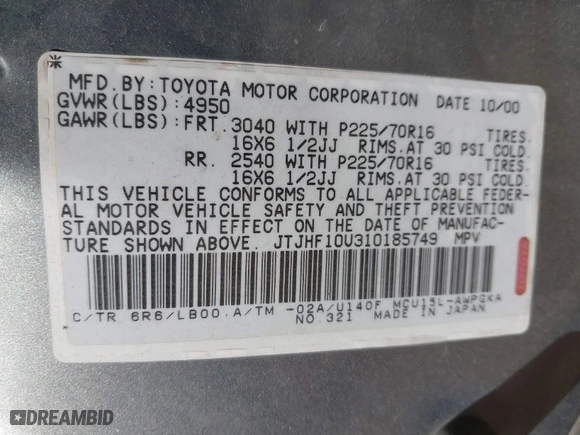 MFD. BY: TOYOTA MOTOR CORPORATION DATE 10/00
GVWR(LBS): 4950
GAWR(LBS): FRT. 3040 WITH P225/70R16 TIRES.
16X6 1/2JJ RIMS. AT 30 PSI COLD.
RR. 2540 WITH P225/70R16 TIRES.
16X6 1/2JJ RIMS. AT 30 PSI COLD.
THIS VEHICLE CONFORMS TO ALL APPLICABLE FEDER-
AL MOTOR VEHICLE SAFETY AND THEFT PREVENTION
STANDARDS IN EFFECT ON THE DATE OF MANUFAC-
TURE SHOWN ABOVE. JTJHF10U310185749 MPV
C/TR 6R6/LB00. A/TM -02A/U140F MCU15L-AWPGKA
NO. 321 MADE IN JAPAN
DREAMBID